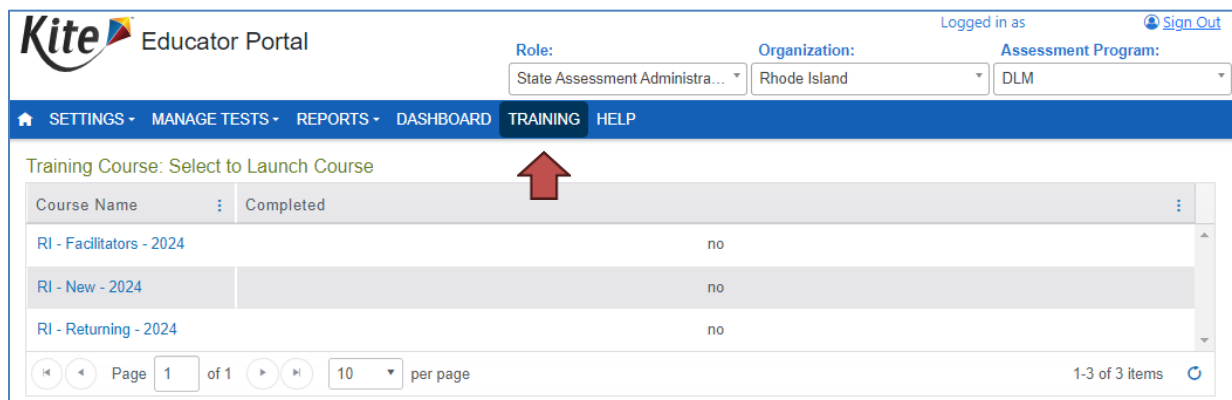 Kite Educator Portal
Logged in as Sign Out
Role: Organization: Assessment Program:
State Assessment Administra... Rhode Island DLM
SETTINGS MANAGE TESTS REPORTS DASHBOARD TRAINING HELP
Training Course: Select to Launch Course
Course Name Completed
RI - Facilitators - 2024 no
RI - New - 2024 no
RI - Returning - 2024 no
Page 1 of 1 10 per page 1-3 of 3 items